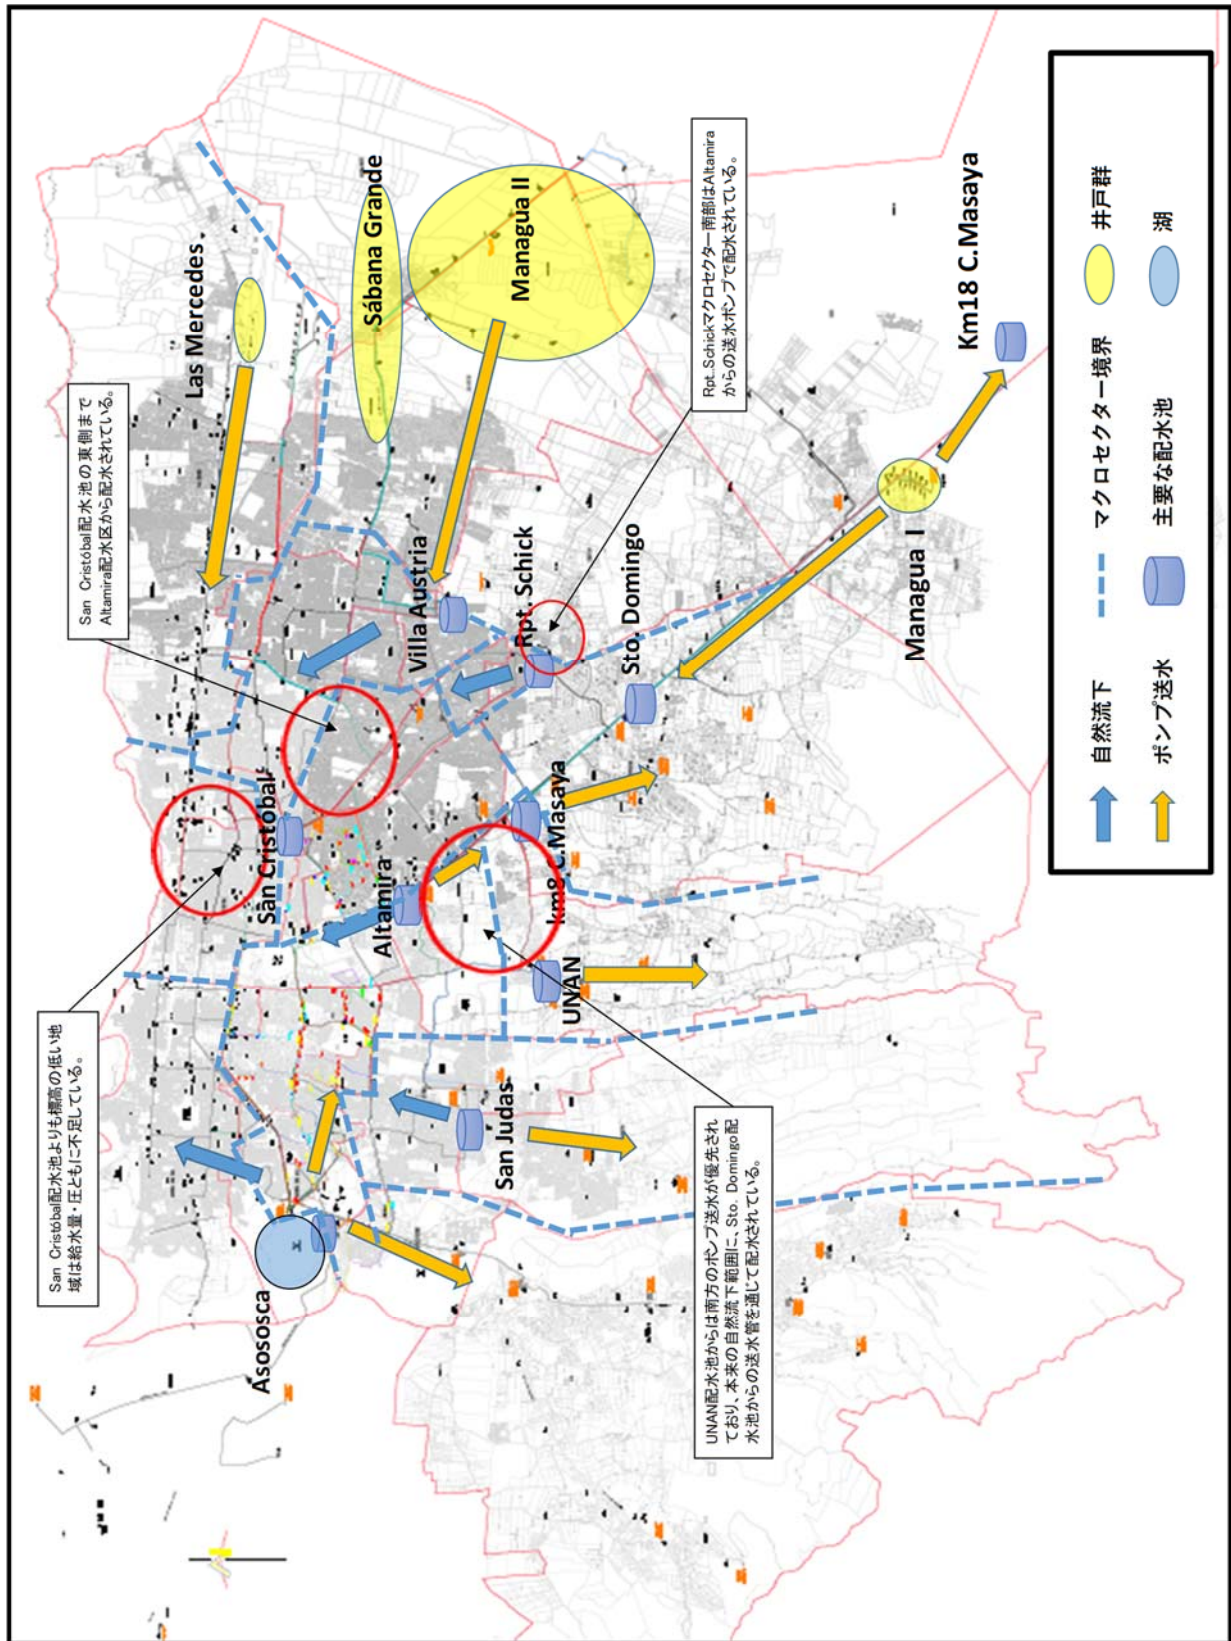 San Cristóbal配水池よりも標高の低い地
域は給水量・圧ともに不足している。
San Cristóbal配水池の東側まで
Altamira配水区から配水されている。
Las Mercedes
Sábana Grande
Managua II
Asososca
San Cristóbal
Altamira
Villa Austria
Rpt. Schick
San Judas
UNAN
km8 C.Masaya
Sto. Domingo
Managua I
Km18 C.Masaya
Rpt.Schickマクロセクター南部はAltamira
からの送水ポンプで配水されている。
UNAN配水池からは南方のポンプ送水が優先され
ており、本来の自然流下範囲に、Sto. Domingo配
水池からの送水管を通じて配水されている。
自然流下
マクロセクター境界
井戸群
ポンプ送水
主要な配水池
湖